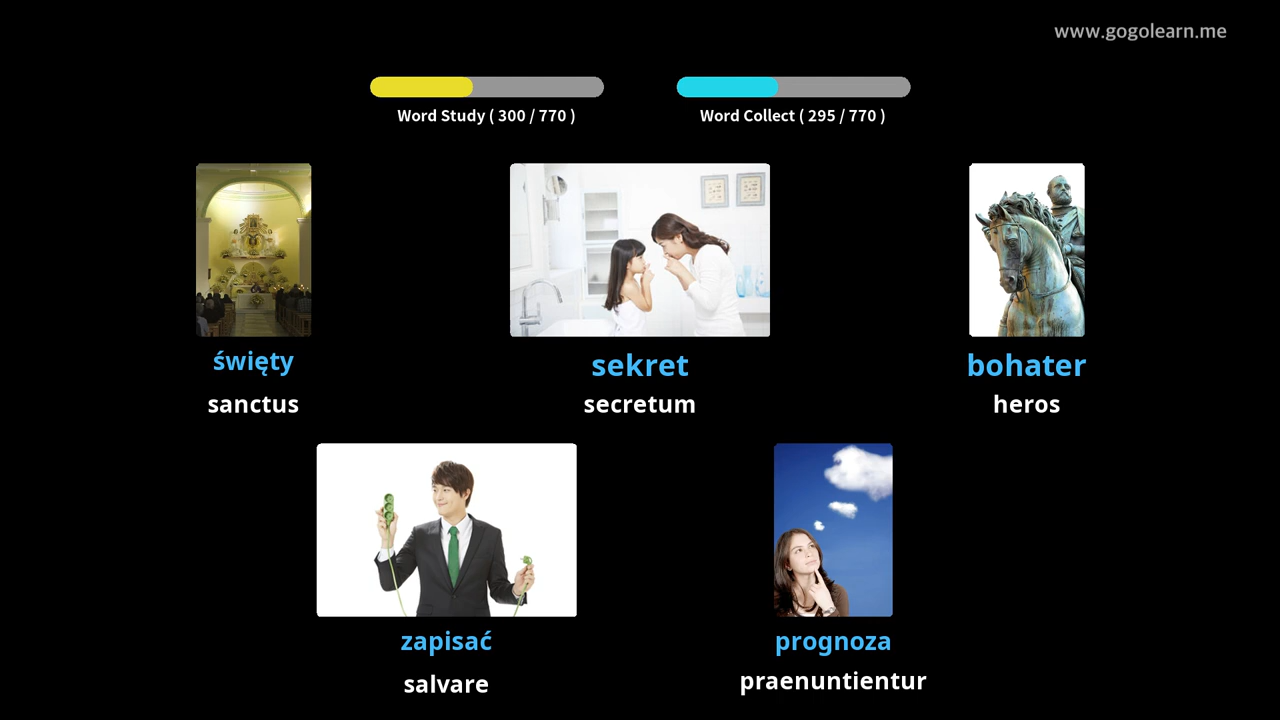 www.gogolearn.me
Word Study ( 300 / 770 )
Word Collect ( 295 / 770 )
święty
sanctus
sekret
secretum
bohater
heros
zapisać
salvare
prognoza
praenuntientur